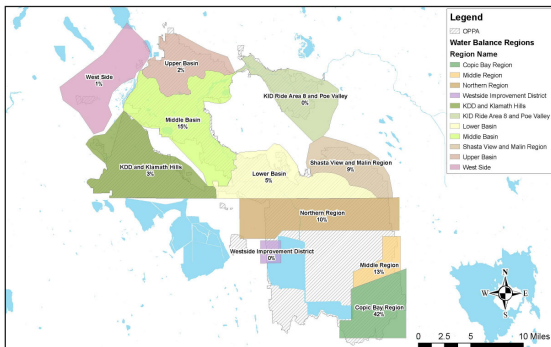 Legend
OPPA
Water Balance Regions
Region Name
Copic Bay Region
Middle Region
Northern Region
Westside Improvement District
KDD and Klamath Hills
KID Ride Area 8 and Poe Valley
Lower Basin
Middle Basin
Shasta View and Malin Region
Upper Basin
West Side
Upper Basin
2%
West Side
1%
KID Ride Area 8 and Poe Valley
0%
Middle Basin
15%
KDD and Klamath Hills
3%
Lower Basin
5%
Shasta View and Malin Region
9%
Northern Region
10%
Westside Improvement District
0%
Middle Region
13%
Copic Bay Region
42%
N
W E
S
0 2.5 5 10 Miles